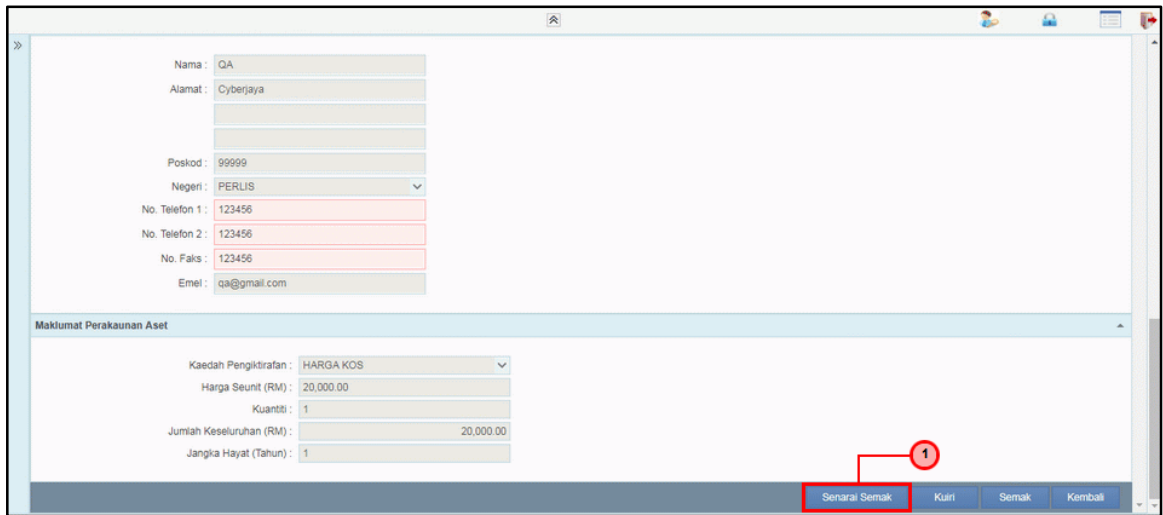 Nama : QA
Alamat : Cyberjaya
Poskod : 99999
Negeri : PERLIS
No. Telefon 1 : 123456
No. Telefon 2 : 123456
No. Faks : 123456
Emel : qa@gmail.com
Maklumat Perakaunan Aset
Kaedah Pengiktirafan : HARGA KOS
Harga Seunit (RM) : 20,000.00
Kuantiti : 1
Jumlah Keseluruhan (RM) : 20,000.00
Jangka Hayat (Tahun) : 1
1
Senarai Semak Kuiri Semak Kembali